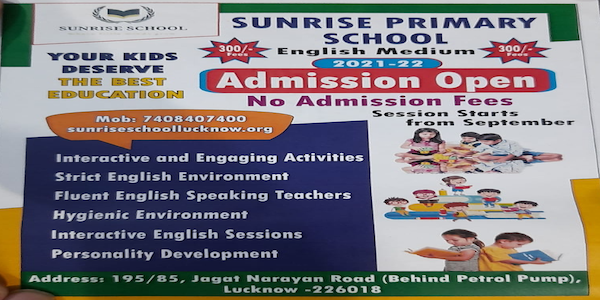 SUNRISE SCHOOL
SUNRISE PRIMARY
SCHOOL
English Medium
300/-
300/-
2021-22
YOUR KIDS
DESERVE
THE BEST
EDUCATION
Admission Open
No Admission Fees
Session Starts
from September
Mob: 7408407400
sunriseschoollucknow.org
Interactive and Engaging Activities
Strict English Environment
Fluent English Speaking Teachers
Hygienic Environment
Interactive English Sessions
Personality Development
Address: 195/85, Jagat Narayan Road (Behind Petrol Pump),
Lucknow -226018